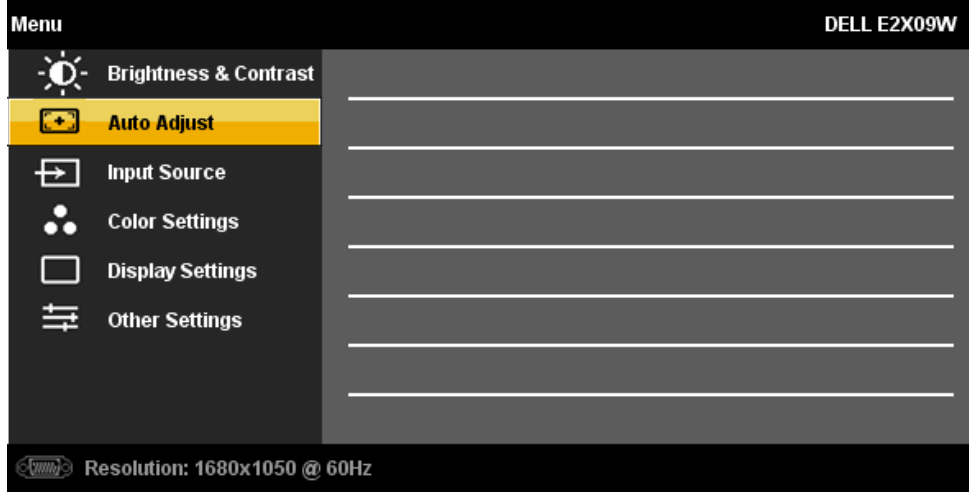 Menu DELL E2X09W
Brightness & Contrast
Auto Adjust
Input Source
Color Settings
Display Settings
Other Settings
Resolution: 1680x1050 @ 60Hz